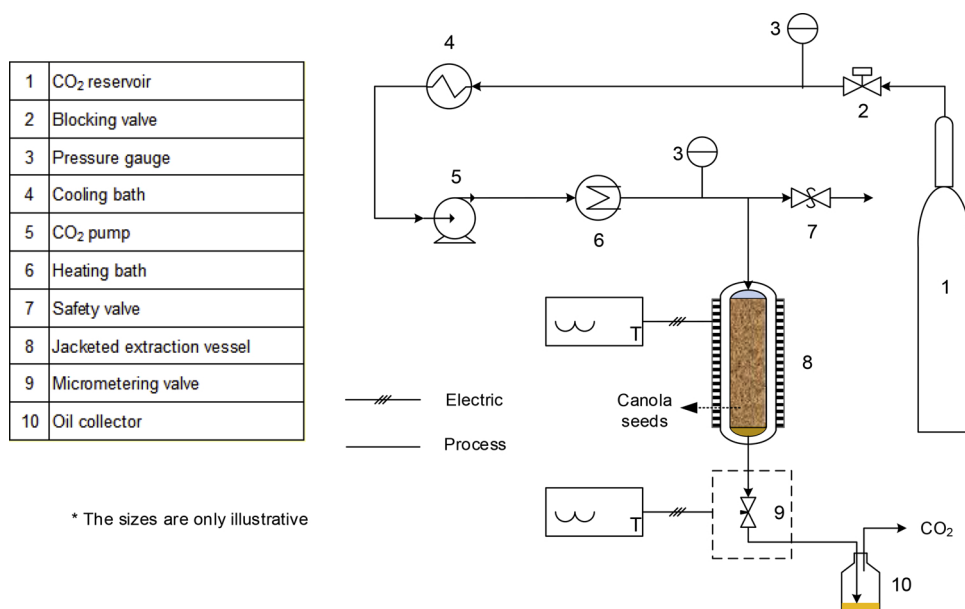 1 CO₂ reservoir
2 Blocking valve
3 Pressure gauge
4 Cooling bath
5 CO₂ pump
6 Heating bath
7 Safety valve
8 Jacketed extraction vessel
9 Micrometering valve
10 Oil collector
* The sizes are only illustrative
3
4
2
3
5
6
7
1
T
8
Canola
seeds
Electric
Process
T
9
CO₂
10